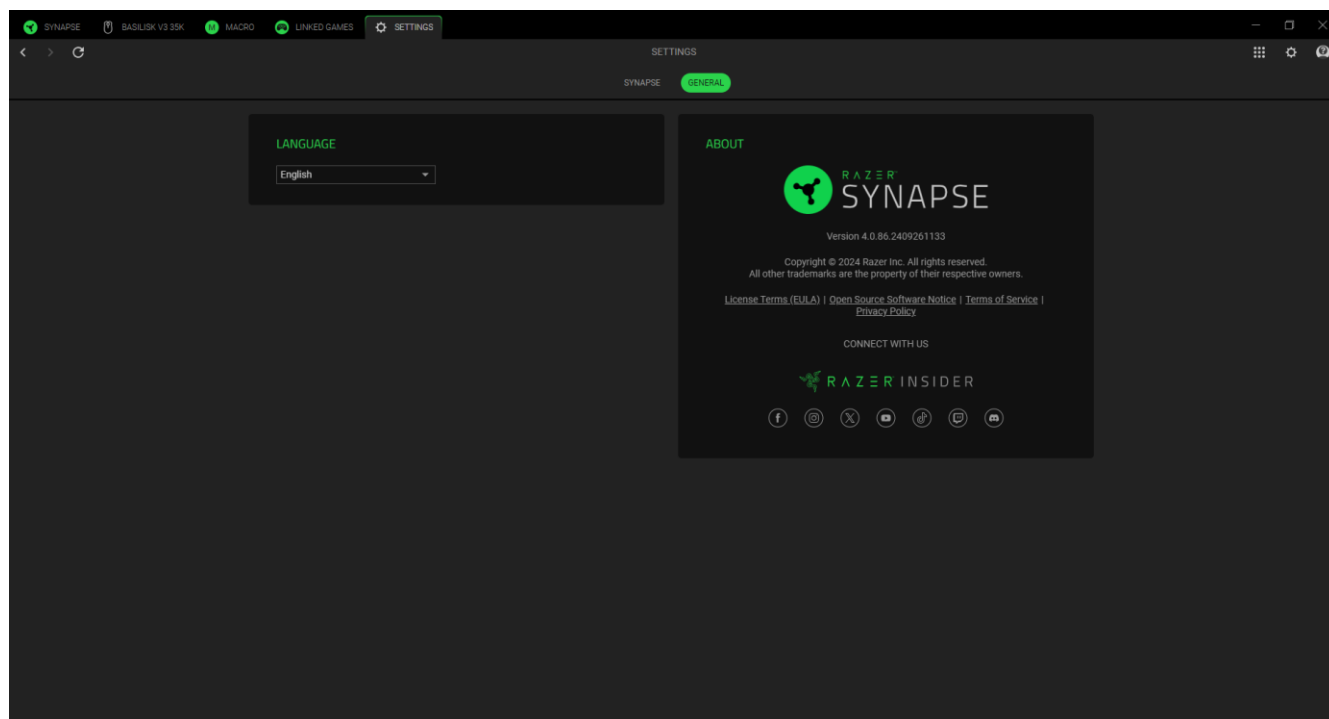 SYNAPSE BASILISK V3 35K MACRO LINKED GAMES SETTINGS
SETTINGS
SYNAPSE GENERAL
LANGUAGE
English
ABOUT
RAZER
SYNAPSE
Version 4.0.86.2409261133
Copyright © 2024 Razer Inc. All rights reserved.
All other trademarks are the property of their respective owners.
License Terms (EULA) | Open Source Software Notice | Terms of Service |
Privacy Policy
CONNECT WITH US
RAZER INSIDER